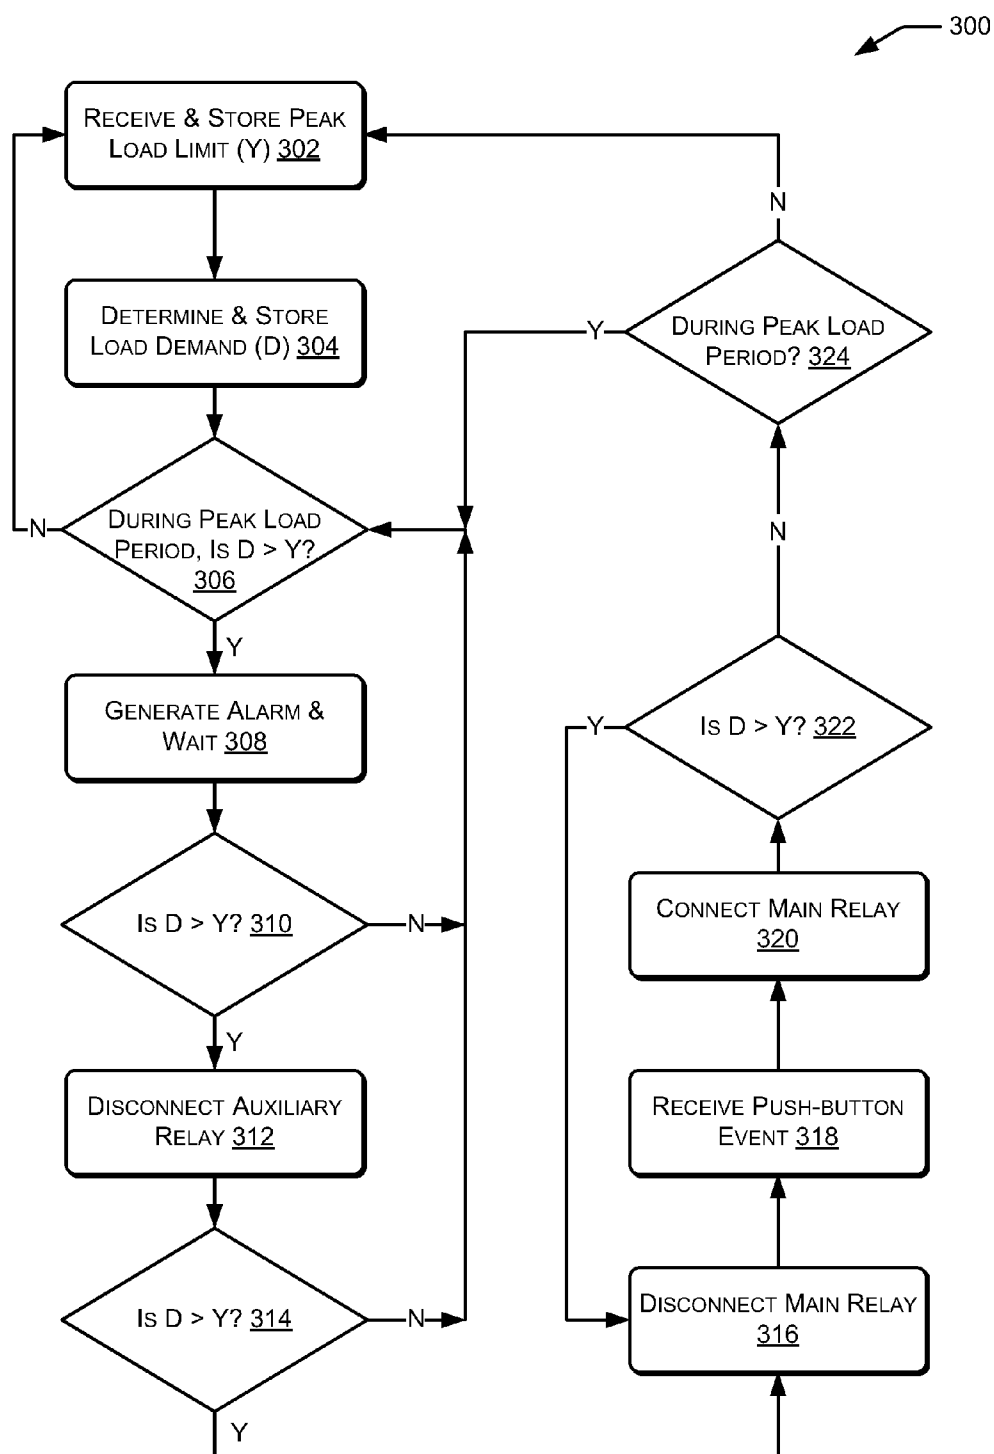 300
RECEIVE & STORE PEAK
LOAD LIMIT (Y) 302
DETERMINE & STORE
LOAD DEMAND (D) 304
N
DURING PEAK LOAD
PERIOD, IS D > Y?
306
Y
GENERATE ALARM &
WAIT 308
IS D > Y? 310
N
Y
DISCONNECT AUXILIARY
RELAY 312
IS D > Y? 314
N
Y
DISCONNECT MAIN RELAY
316
RECEIVE PUSH-BUTTON
EVENT 318
CONNECT MAIN RELAY
320
IS D > Y? 322
Y
N
DURING PEAK LOAD
PERIOD? 324
Y
N